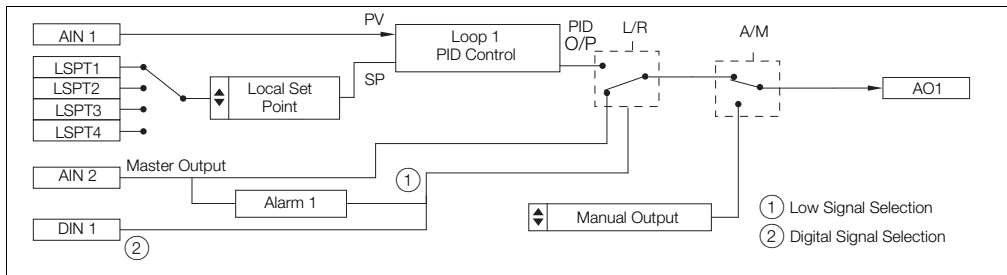 AIN 1
PV
Loop 1
PID Control
PID
O/P
L/R
A/M
LSPT1
LSPT2
LSPT3
LSPT4
Local Set
Point
SP
AO1
AIN 2
Master Output
Alarm 1
1
DIN 1
2
Manual Output
1 Low Signal Selection
2 Digital Signal Selection